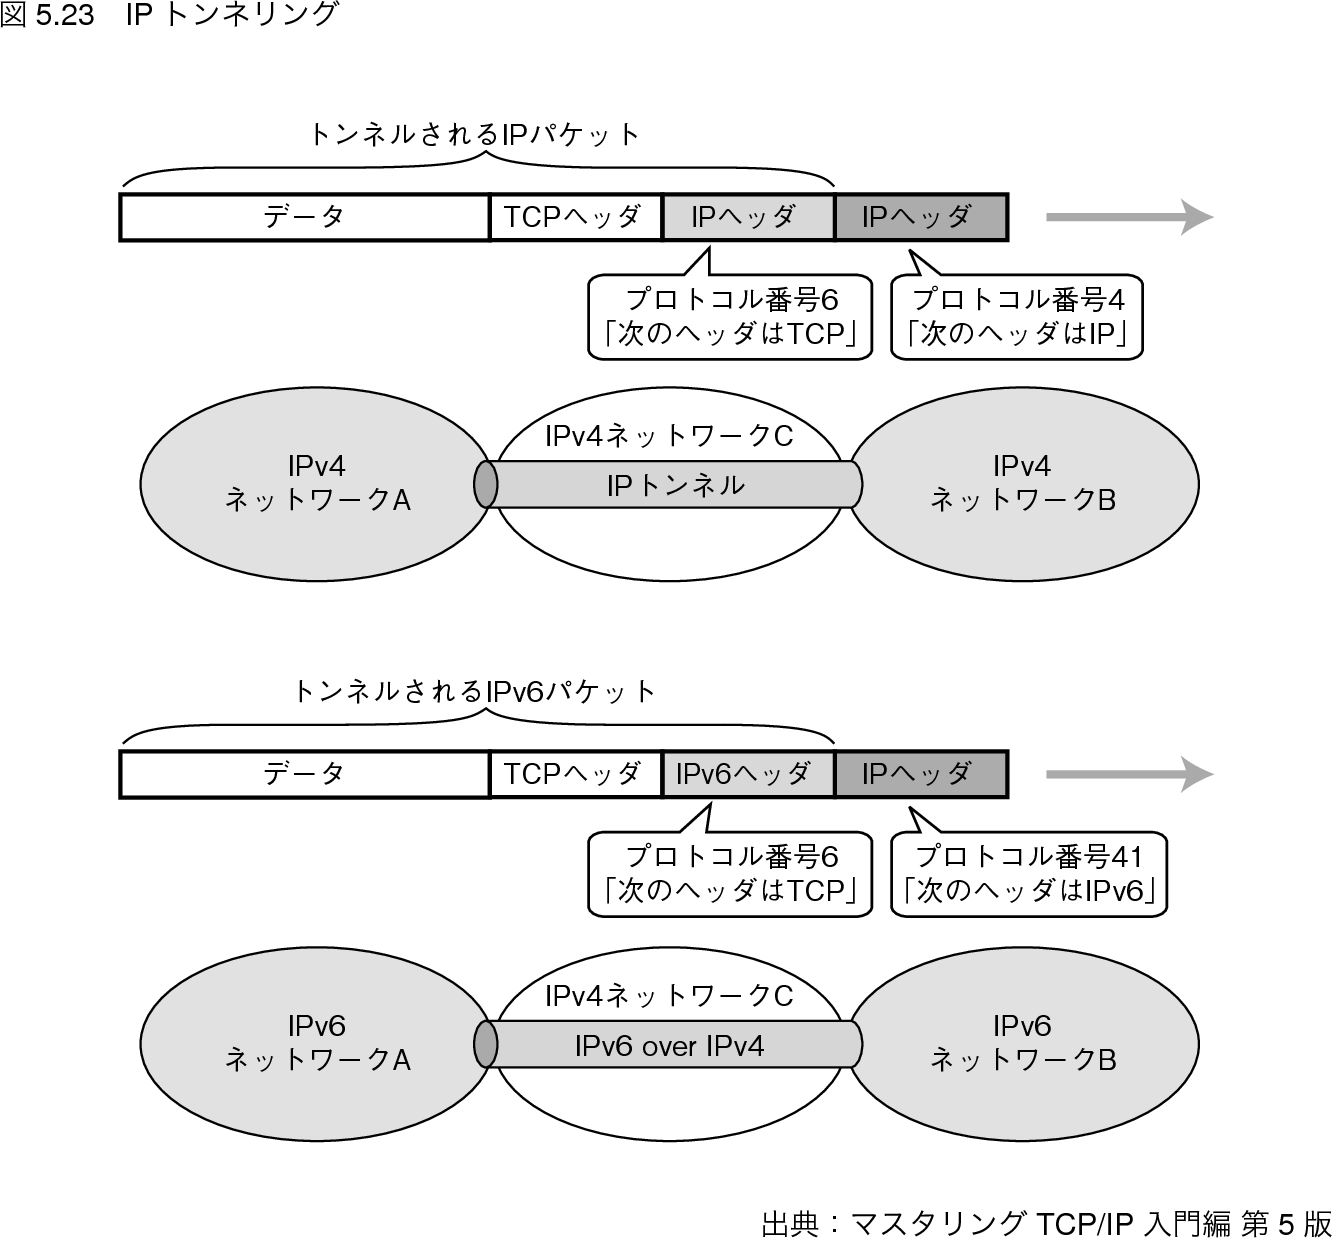 図 5.23　IP トンネリング
トンネルされるIPパケット
データ
TCPヘッダ
IPヘッダ
IPヘッダ
プロトコル番号6
「次のヘッダはTCP」
プロトコル番号4
「次のヘッダはIP」
IPv4
ネットワークA
IPv4ネットワークC
IPトンネル
IPv4
ネットワークB
トンネルされるIPv6パケット
データ
TCPヘッダ
IPv6ヘッダ
IPヘッダ
プロトコル番号6
「次のヘッダはTCP」
プロトコル番号41
「次のヘッダはIPv6」
IPv6
ネットワークA
IPv4ネットワークC
IPv6 over IPv4
IPv6
ネットワークB
出典：マスタリング TCP/IP 入門編 第 5 版